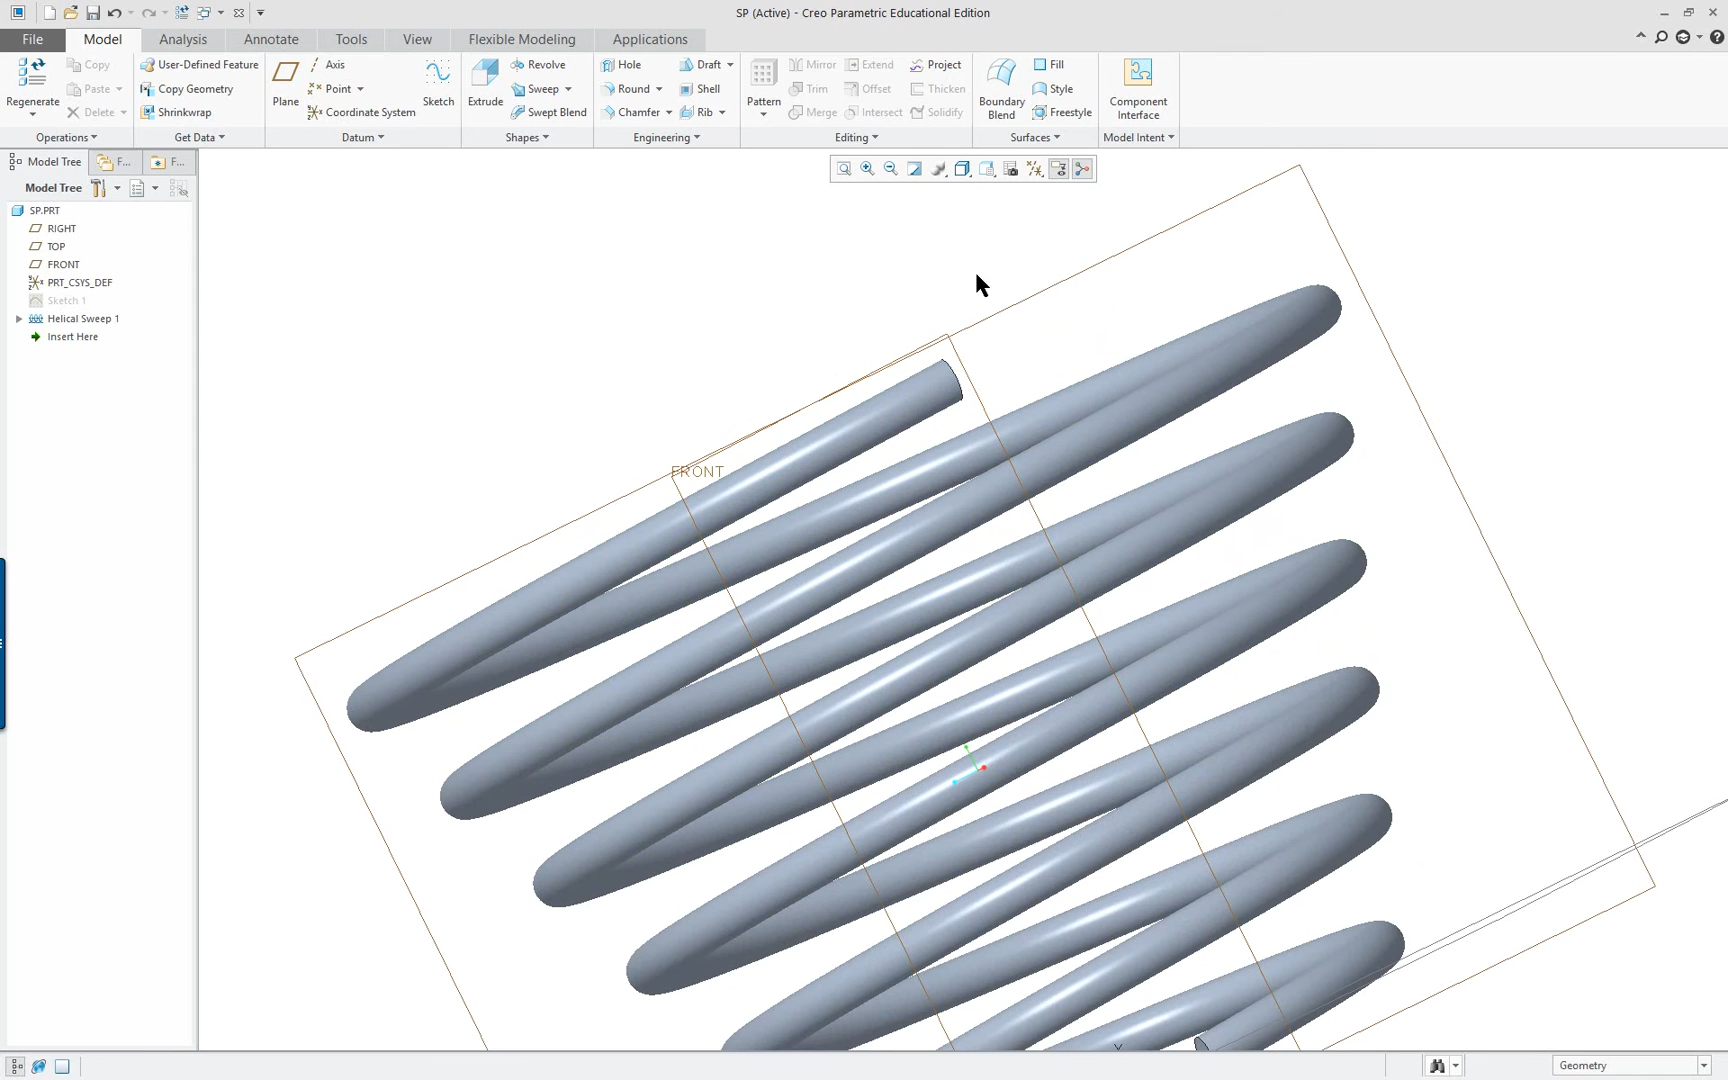 SP (Active) - Creo Parametric Educational Edition
File Model Analysis Annotate Tools View Flexible Modeling Applications
Regenerate
Copy
Paste
Delete
Operations
User-Defined Feature
Copy Geometry
Shrinkwrap
Get Data
Plane
Axis
Point
Coordinate System
Sketch
Datum
Extrude
Revolve
Sweep
Swept Blend
Shapes
Hole
Round
Chamfer
Draft
Shell
Rib
Engineering
Pattern
Mirror
Trim
Merge
Extend
Offset
Intersect
Project
Thicken
Solidify
Editing
Boundary
Blend
Fill
Style
Freestyle
Surfaces
Component
Interface
Model Intent
Model Tree F... F...
Model Tree
SP.PRT
RIGHT
TOP
FRONT
PRT_CSYS_DEF
Sketch 1
Helical Sweep 1
Insert Here
FRONT
Y
Geometry